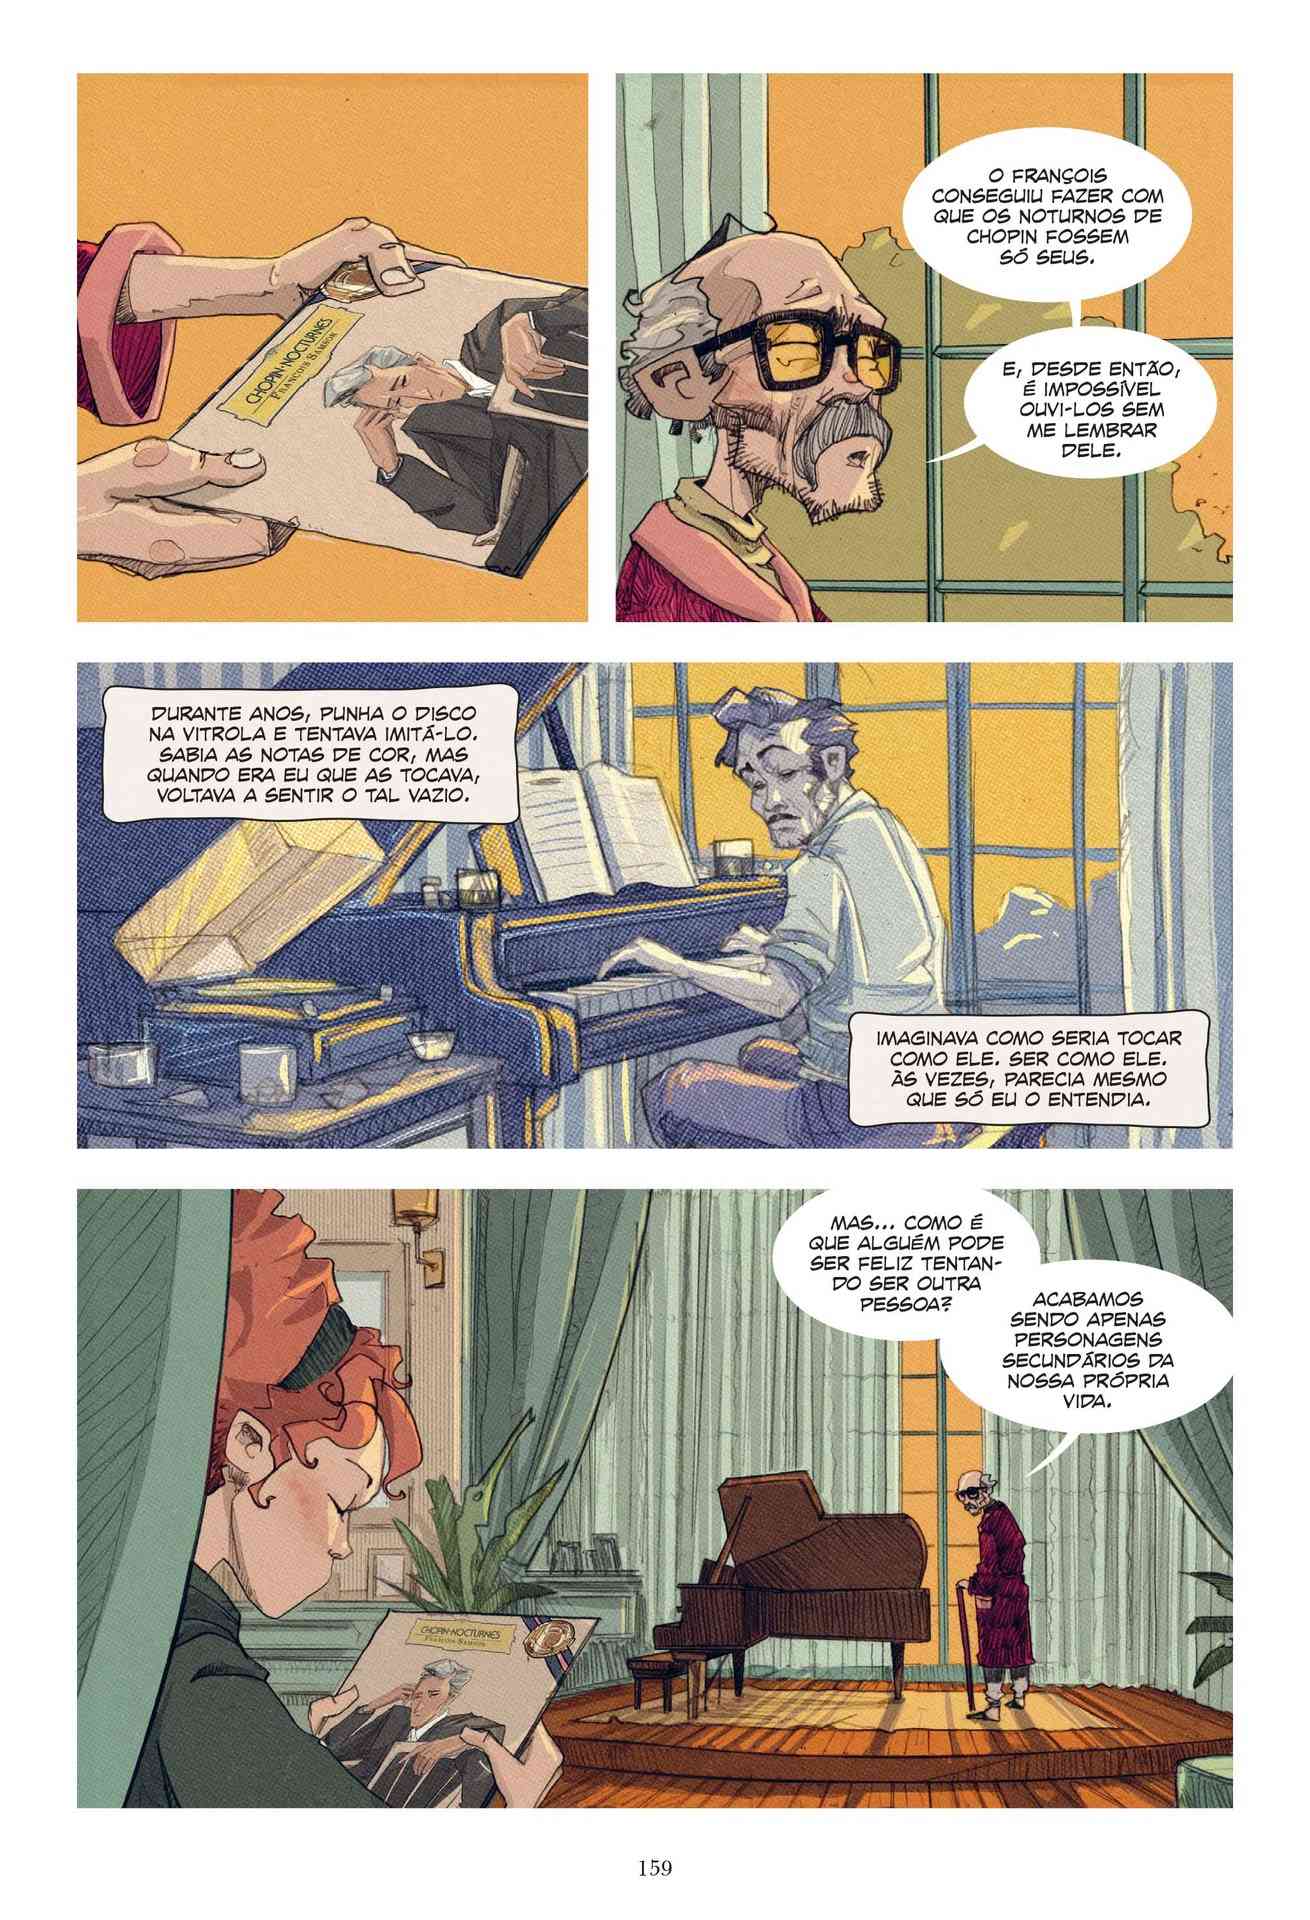 CHOPIN•NOCTURNES
FRANÇOIS SAMSON
O FRANÇOIS
CONSEGUIU FAZER COM
QUE OS NOTURNOS DE
CHOPIN FOSSEM
SÓ SEUS.
E, DESDE ENTÃO,
É IMPOSSÍVEL
OUVI-LOS SEM
ME LEMBRAR
DELE.
DURANTE ANOS, PUNHA O DISCO
NA VITROLA E TENTAVA IMITÁ-LO.
SABIA AS NOTAS DE COR, MAS
QUANDO ERA EU QUE AS TOCAVA,
VOLTAVA A SENTIR O TAL VAZIO.
IMAGINAVA COMO SERIA TOCAR
COMO ELE. SER COMO ELE.
ÀS VEZES, PARECIA MESMO
QUE SÓ EU O ENTENDIA.
MAS... COMO É
QUE ALGUÉM PODE
SER FELIZ TENTAN-
DO SER OUTRA
PESSOA?
ACABAMOS
SENDO APENAS
PERSONAGENS
SECUNDÁRIOS DA
NOSSA PRÓPRIA
VIDA.
CHOPIN•NOCTURNES
FRANÇOIS SAMSON
159